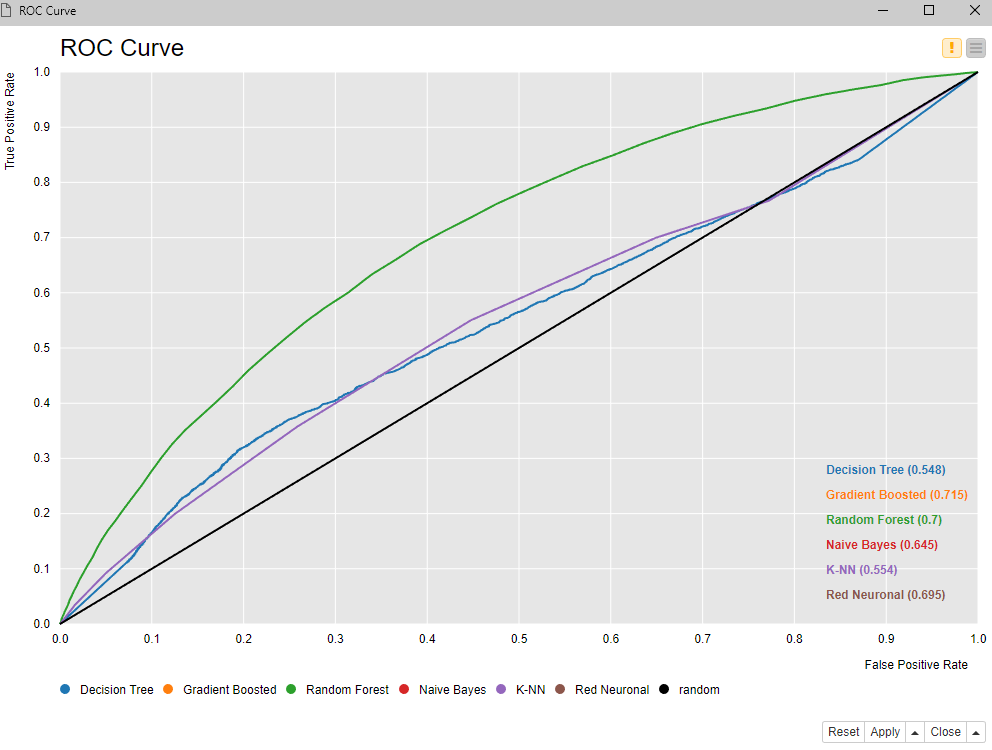 ROC Curve
ROC Curve
True Positive Rate
1.0
0.9
0.8
0.7
0.6
0.5
0.4
0.3
0.2
0.1
0.0
Decision Tree (0.548)
Gradient Boosted (0.715)
Random Forest (0.7)
Naive Bayes (0.645)
K-NN (0.554)
Red Neuronal (0.695)
0.0 0.1 0.2 0.3 0.4 0.5 0.6 0.7 0.8 0.9 1.0
False Positive Rate
Decision Tree Gradient Boosted Random Forest Naive Bayes K-NN Red Neuronal random
Reset Apply Close